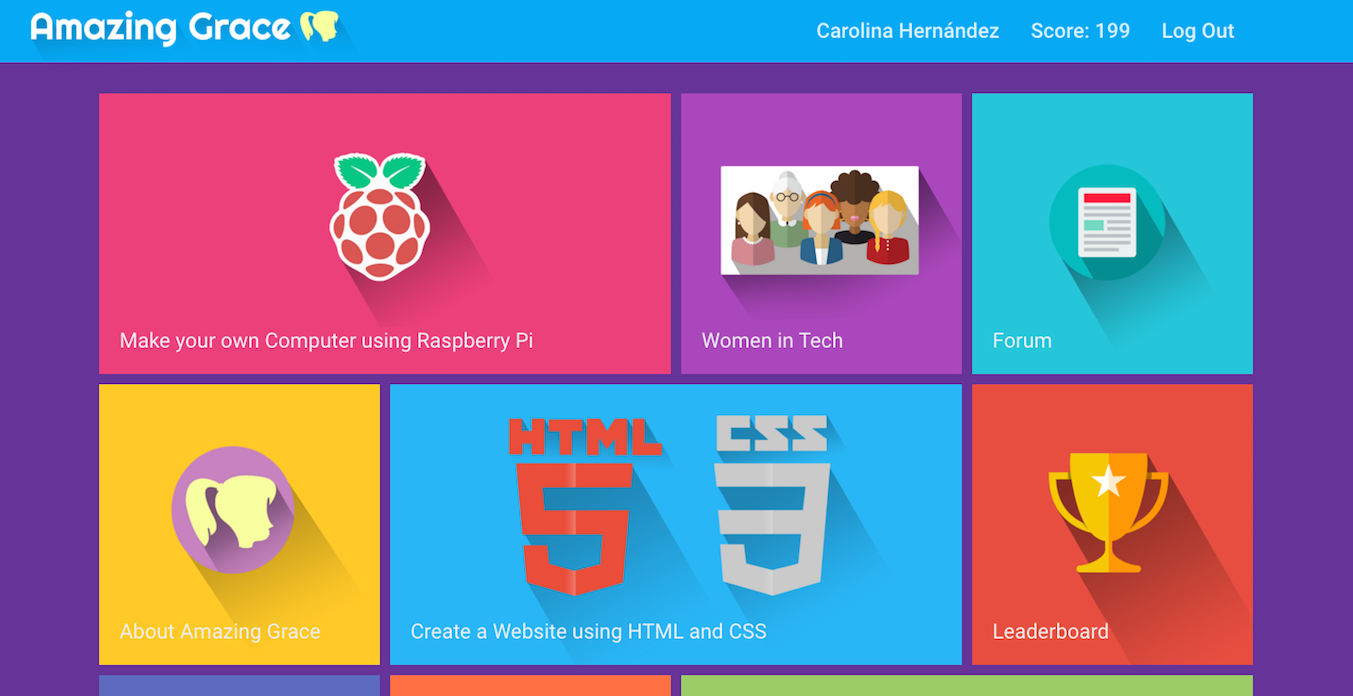 Amazing Grace
Carolina Hernández Score: 199 Log Out
Make your own Computer using Raspberry Pi
Women in Tech
Forum
About Amazing Grace
HTML
5
CSS
3
Create a Website using HTML and CSS
Leaderboard